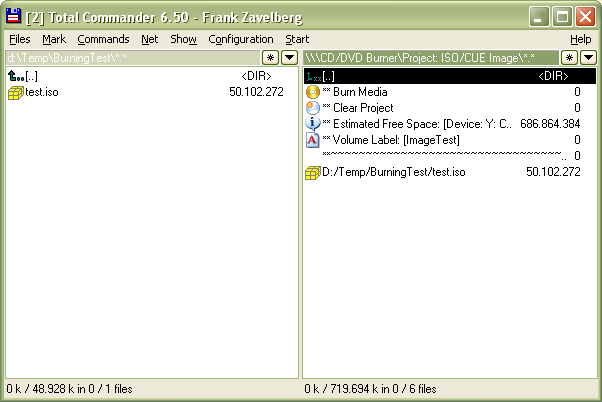 [2] Total Commander 6.50 - Frank Zavelberg
Files Mark Commands Net Show Configuration Start Help
d:\Temp\BurningTest\*.*
*
[..] <DIR>
test.iso 50.102.272
0 k / 48.928 k in 0 / 1 files
\\\CD/DVD Burner\Project: ISO/CUE Image\*.*
*
[..] <DIR>
** Burn Media 0
** Clear Project 0
** Estimated Free Space: [Device: Y: C.. 686.864.384
** Volume Label: [ImageTest] 0
**~~~~~~~~~~~~~~~~~~~~~~~~~~~~~~~~~~~~~.. 0
D:/Temp/BurningTest/test.iso 50.102.272
0 k / 719.694 k in 0 / 6 files